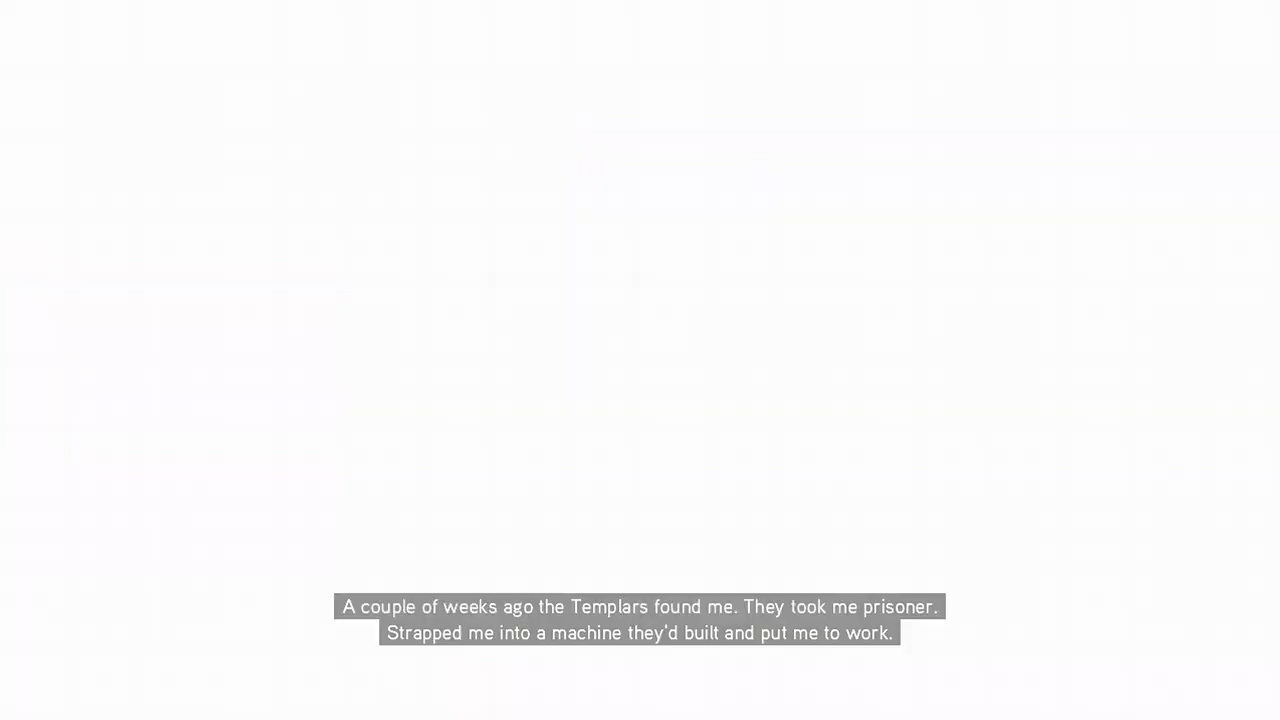 A couple of weeks ago the Templars found me. They took me prisoner.
Strapped me into a machine they'd built and put me to work.